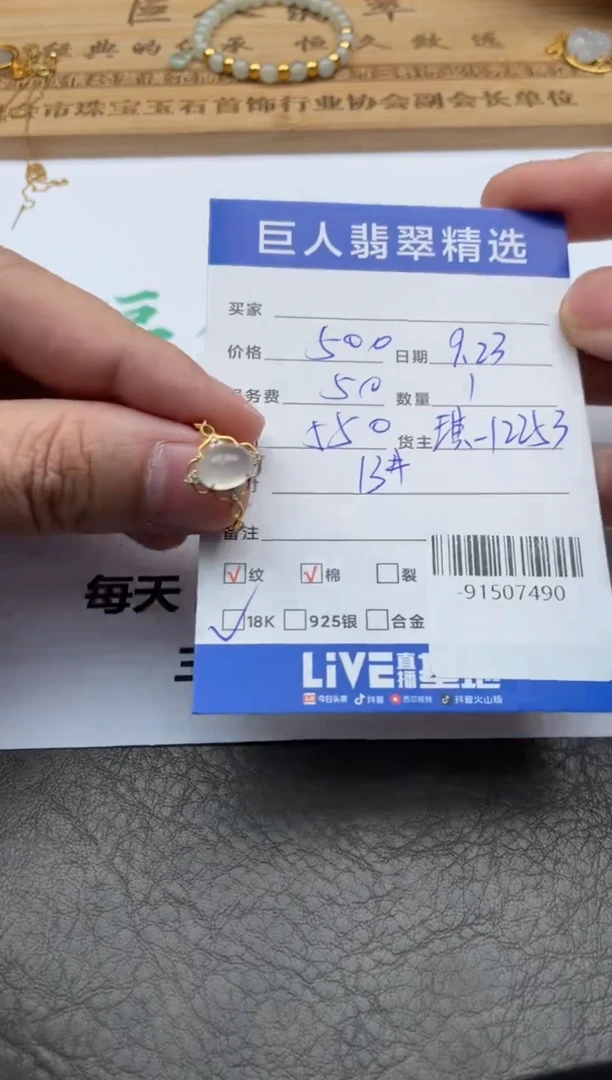 经典的传承 恒久致远
市珠宝玉石首饰行业协会副会长单位
巨人翡翠精选
买家
价格 500 日期 9.23
务费 50 数量 1
+50 货主 琪-12253
13#
备注
√纹 √棉 裂
-91507490
√18K 925银 合金
每天
三
LiVE直播基地
今日头条 抖音 西瓜视频 抖音火山版